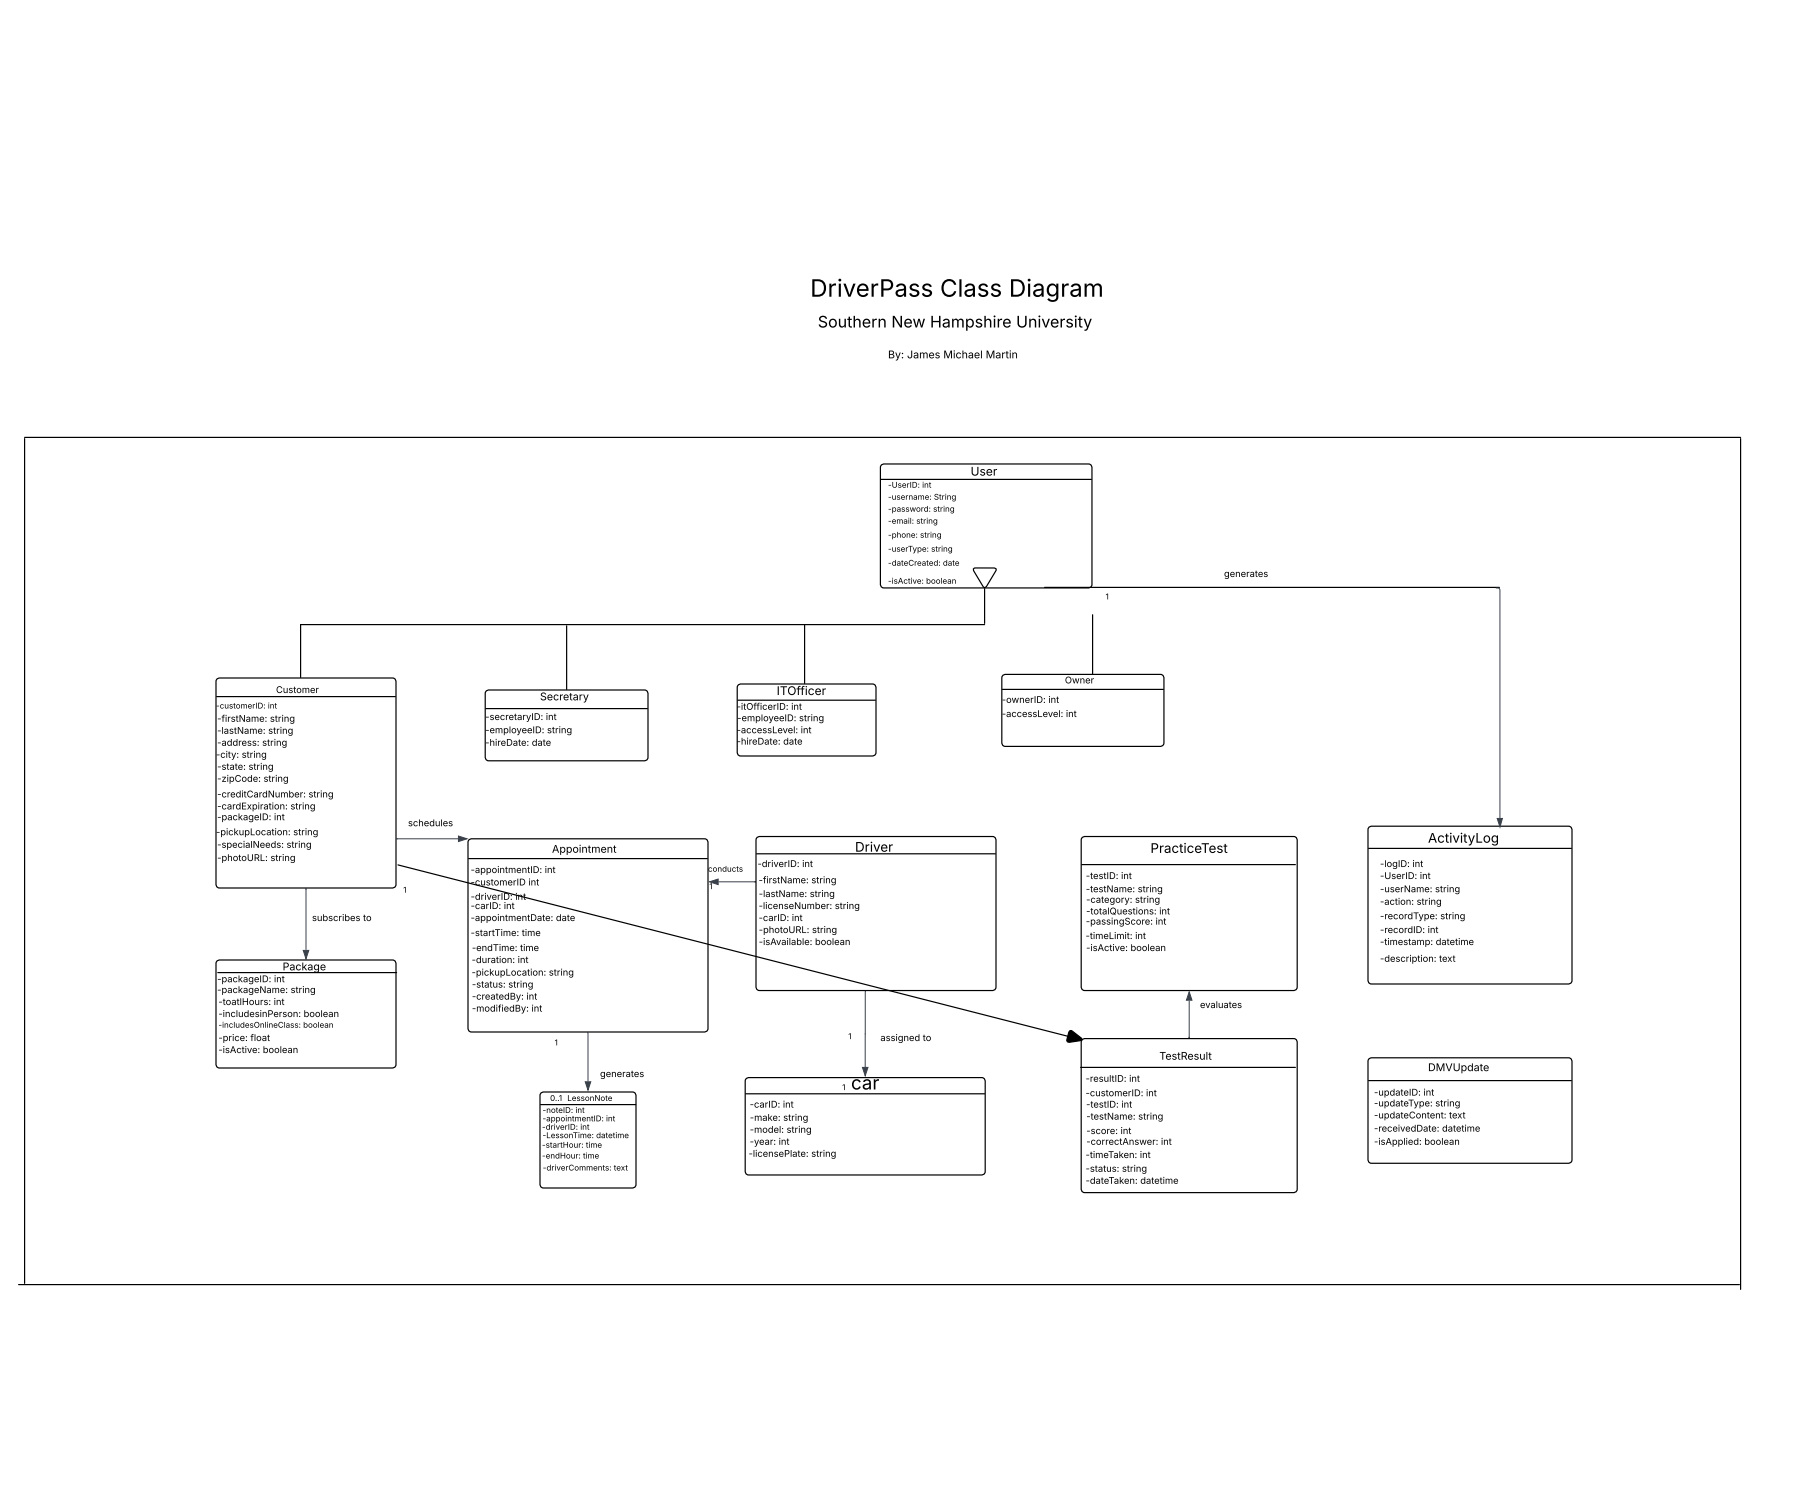 DriverPass Class Diagram
Southern New Hampshire University
By: James Michael Martin
User
-UserID: int
-username: String
-password: string
-email: string
-phone: string
-userType: string
-dateCreated: date
-isActive: boolean
generates
1
Customer
-customerID: int
-firstName: string
-lastName: string
-address: string
-city: string
-state: string
-zipCode: string
-creditCardNumber: string
-cardExpiration: string
-packageID: int
-pickupLocation: string
-specialNeeds: string
-photoURL: string
Secretary
-secretaryID: int
-employeeID: string
-hireDate: date
ITOfficer
-itOfficerID: int
-employeeID: string
-accessLevel: int
-hireDate: date
Owner
-ownerID: int
-accessLevel: int
schedules
1
subscribes to
Appointment
-appointmentID: int
-customerID int
-driverID: int
-carID: int
-appointmentDate: date
-startTime: time
-endTime: time
-duration: int
-pickupLocation: string
-status: string
-createdBy: int
-modifiedBy: int
conducts
1
Driver
-driverID: int
-firstName: string
-lastName: string
-licenseNumber: string
-carID: int
-photoURL: string
-isAvailable: boolean
PracticeTest
-testID: int
-testName: string
-category: string
-totalQuestions: int
-passingScore: int
-timeLimit: int
-isActive: boolean
ActivityLog
-logID: int
-UserID: int
-userName: string
-action: string
-recordType: string
-recordID: int
-timestamp: datetime
-description: text
Package
-packageID: int
-packageName: string
-toatlHours: int
-includesinPerson: boolean
-includesOnlineClass: boolean
-price: float
-isActive: boolean
1
generates
0..1 LessonNote
-noteID: int
-appointmentID: int
-driverID: int
-LessonTime: datetime
-startHour: time
-endHour: time
-driverComments: text
1
assigned to
1 car
-carID: int
-make: string
-model: string
-year: int
-licensePlate: string
evaluates
TestResult
-resultID: int
-customerID: int
-testID: int
-testName: string
-score: int
-correctAnswer: int
-timeTaken: int
-status: string
-dateTaken: datetime
DMVUpdate
-updateID: int
-updateType: string
-updateContent: text
-receivedDate: datetime
-isApplied: boolean